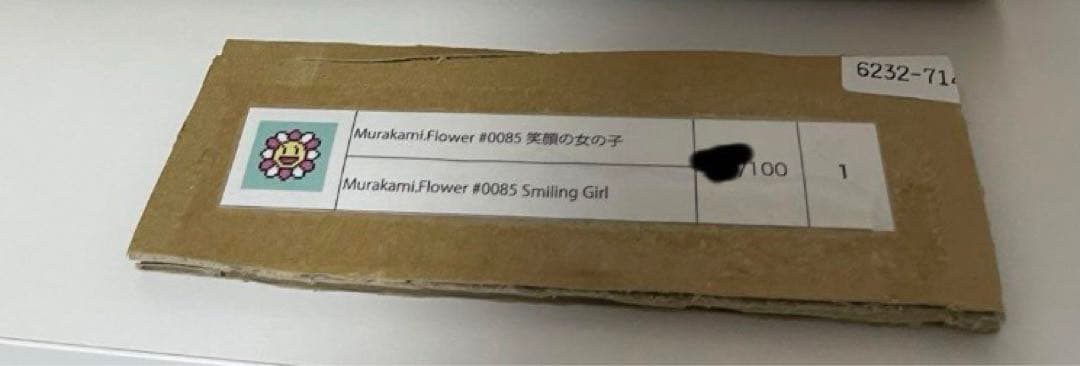 6232-71
Murakami.Flower #0085 笑顔の女の子
Murakami.Flower #0085 Smiling Girl
/100
1